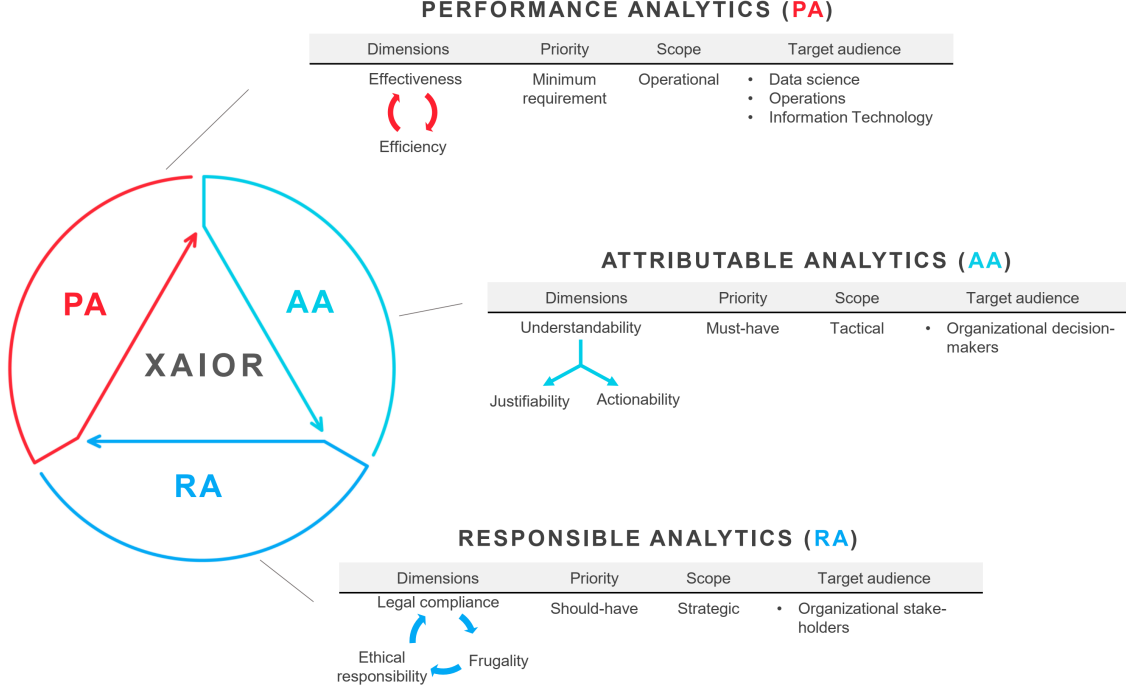 PERFORMANCE ANALYTICS (PA)
Dimensions Priority Scope Target audience
Effectiveness Minimum Operational • Data science
requirement • Operations
• Information Technology
Efficiency
ATTRIBUTABLE ANALYTICS (AA)
Dimensions Priority Scope Target audience
Understandability Must-have Tactical • Organizational decision-
makers
Justifiability Actionability
PA AA
XAIOR
RA
RESPONSIBLE ANALYTICS (RA)
Dimensions Priority Scope Target audience
Legal compliance Should-have Strategic • Organizational stake-
holders
Ethical
responsibility Frugality